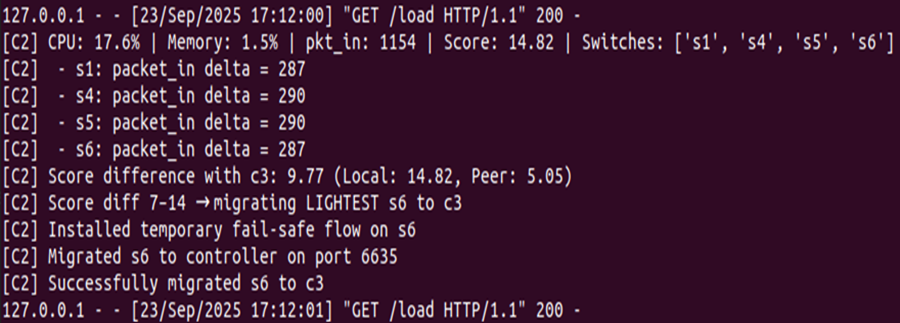 127.0.0.1 - - [23/Sep/2025 17:12:00] "GET /load HTTP/1.1" 200 -
[C2] CPU: 17.6% | Memory: 1.5% | pkt_in: 1154 | Score: 14.82 | Switches: ['s1', 's4', 's5', 's6']
[C2]  - s1: packet_in delta = 287
[C2]  - s4: packet_in delta = 290
[C2]  - s5: packet_in delta = 290
[C2]  - s6: packet_in delta = 287
[C2] Score difference with c3: 9.77 (Local: 14.82, Peer: 5.05)
[C2] Score diff 7–14 → migrating LIGHTEST s6 to c3
[C2] Installed temporary fail-safe flow on s6
[C2] Migrated s6 to controller on port 6635
[C2] Successfully migrated s6 to c3
127.0.0.1 - - [23/Sep/2025 17:12:01] "GET /load HTTP/1.1" 200 -